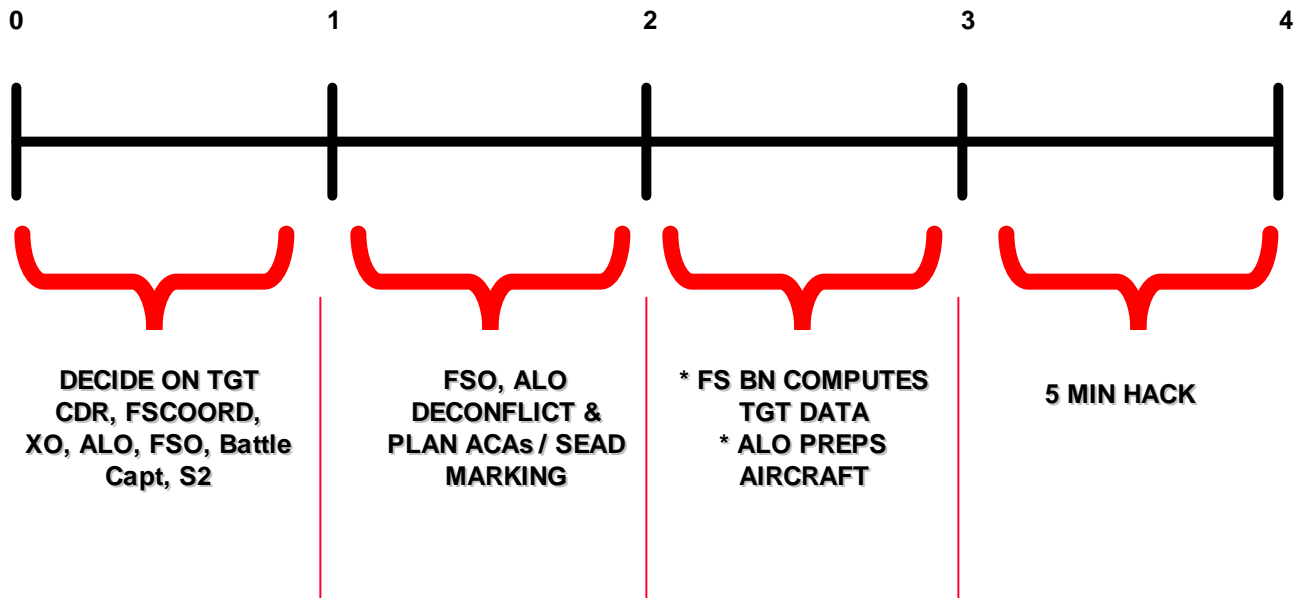 0 1 2 3 4
DECIDE ON TGT
CDR, FSCOORD,
XO, ALO, FSO, Battle
Capt, S2
FSO, ALO
DECONFLICT &
PLAN ACAs / SEAD
MARKING
* FS BN COMPUTES
TGT DATA
* ALO PREPS
AIRCRAFT
5 MIN HACK